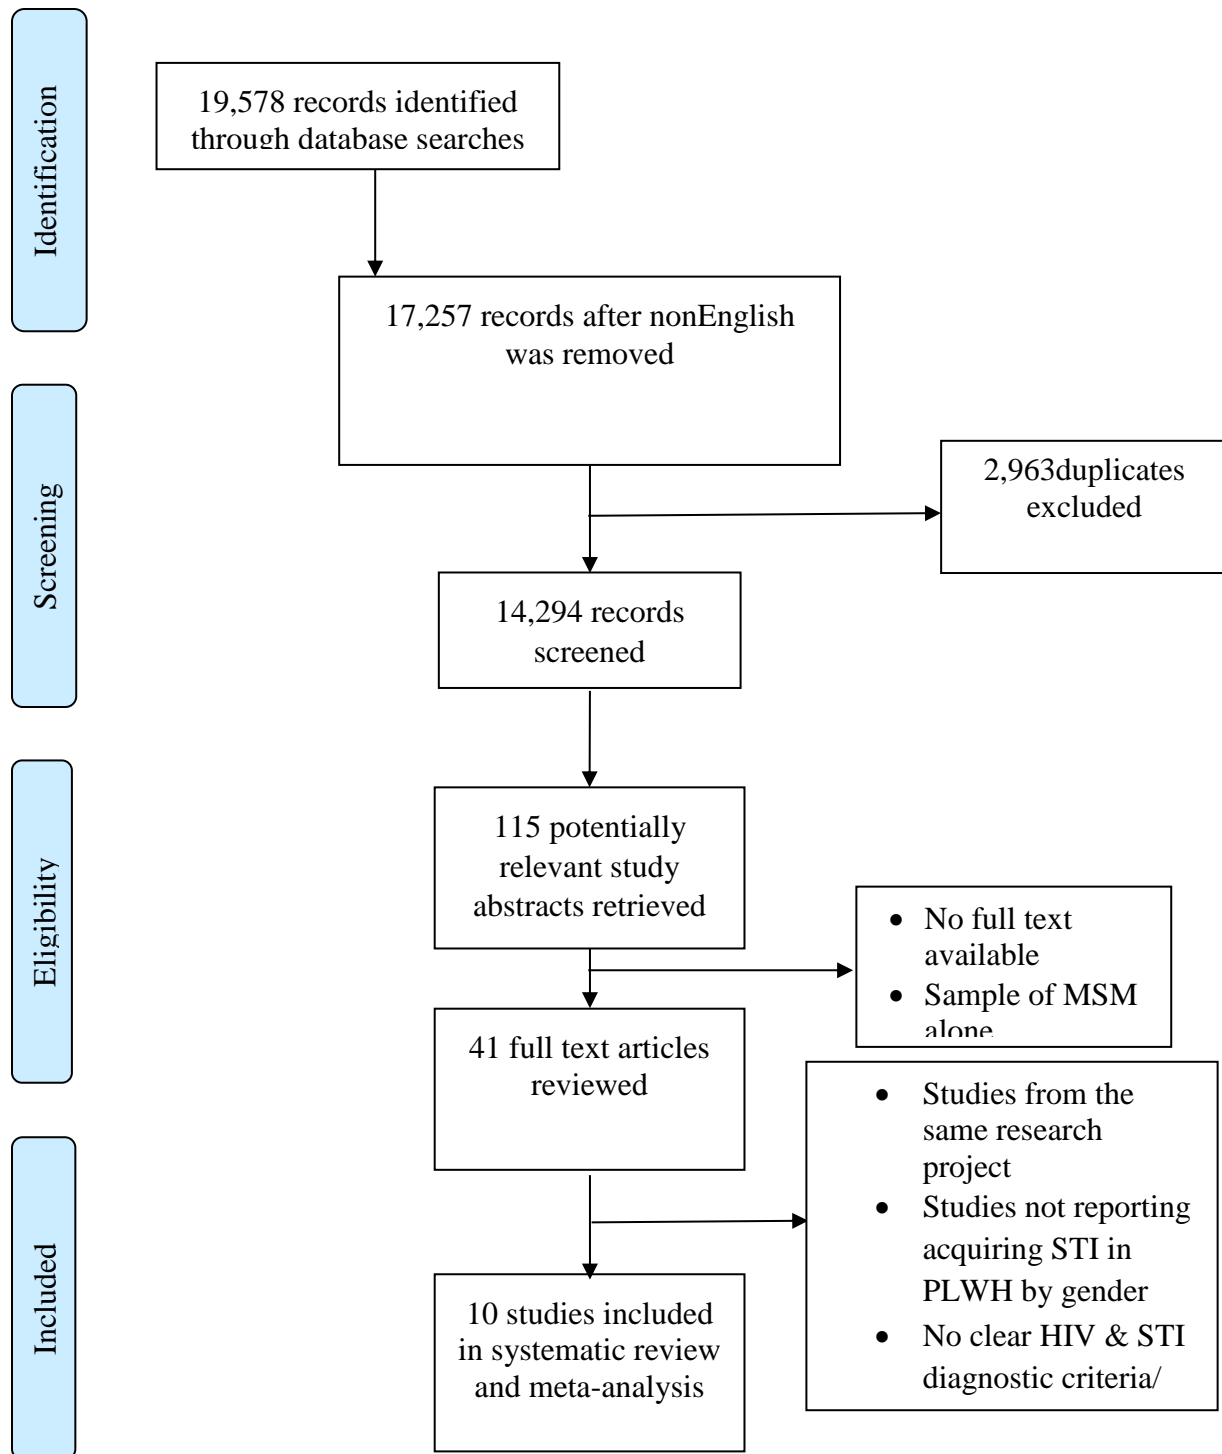 Identification
19,578 records identified
through database searches
17,257 records after nonEnglish
was removed
2,963duplicates
excluded
Screening
14,294 records
screened
115 potentially
relevant study
abstracts retrieved
Eligibility
• No full text
available
• Sample of MSM
alone
41 full text articles
reviewed
• Studies from the
same research
project
• Studies not reporting
acquiring STI in
PLWH by gender
• No clear HIV & STI
diagnostic criteria/
Included
10 studies included
in systematic review
and meta-analysis